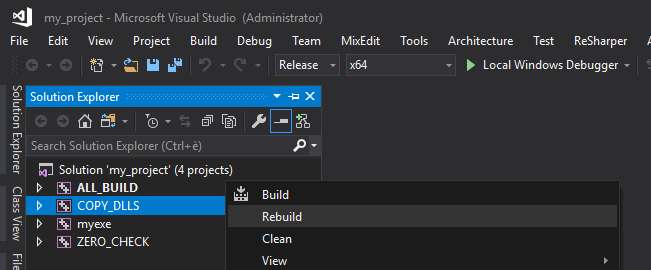 my_project - Microsoft Visual Studio (Administrator)
File Edit View Project Build Debug Team MixEdit Tools Architecture Test ReSharper
Release x64 Local Windows Debugger
Solution Explorer
Class View
File
Solution Explorer
Search Solution Explorer (Ctrl+è)
Solution 'my_project' (4 projects)
ALL_BUILD
COPY_DLLS
myexe
ZERO_CHECK
Build
Rebuild
Clean
View